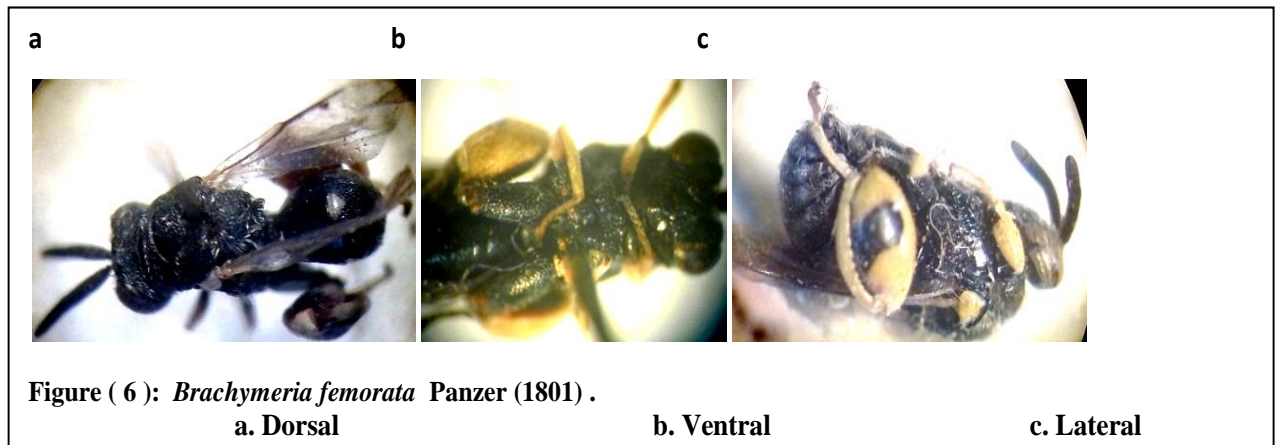 a b c
Figure ( 6 ): Brachymeria femorata Panzer (1801) .
a. Dorsal b. Ventral c. Lateral